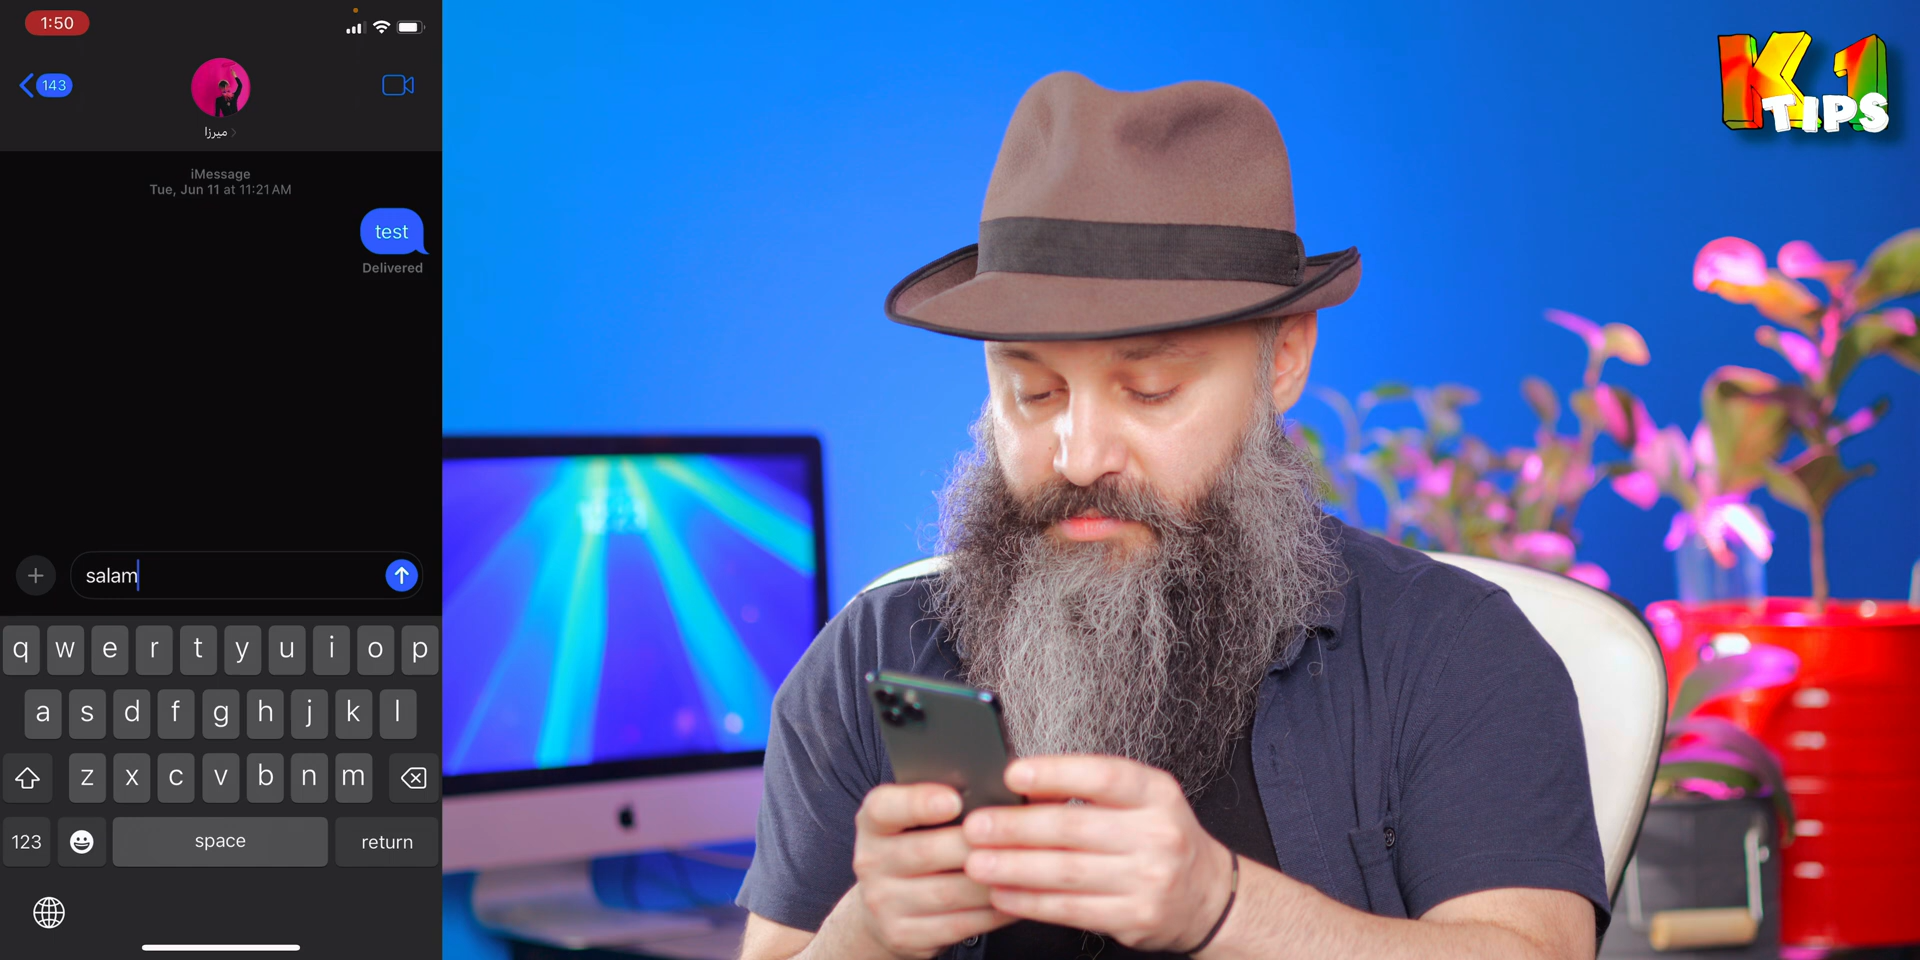 1:50
143
میرزا
iMessage
Tue, Jun 11 at 11:21 AM
test
Delivered
salam
q w e r t y u i o p
a s d f g h j k l
z x c v b n m
123
space
return
K1
TIPS